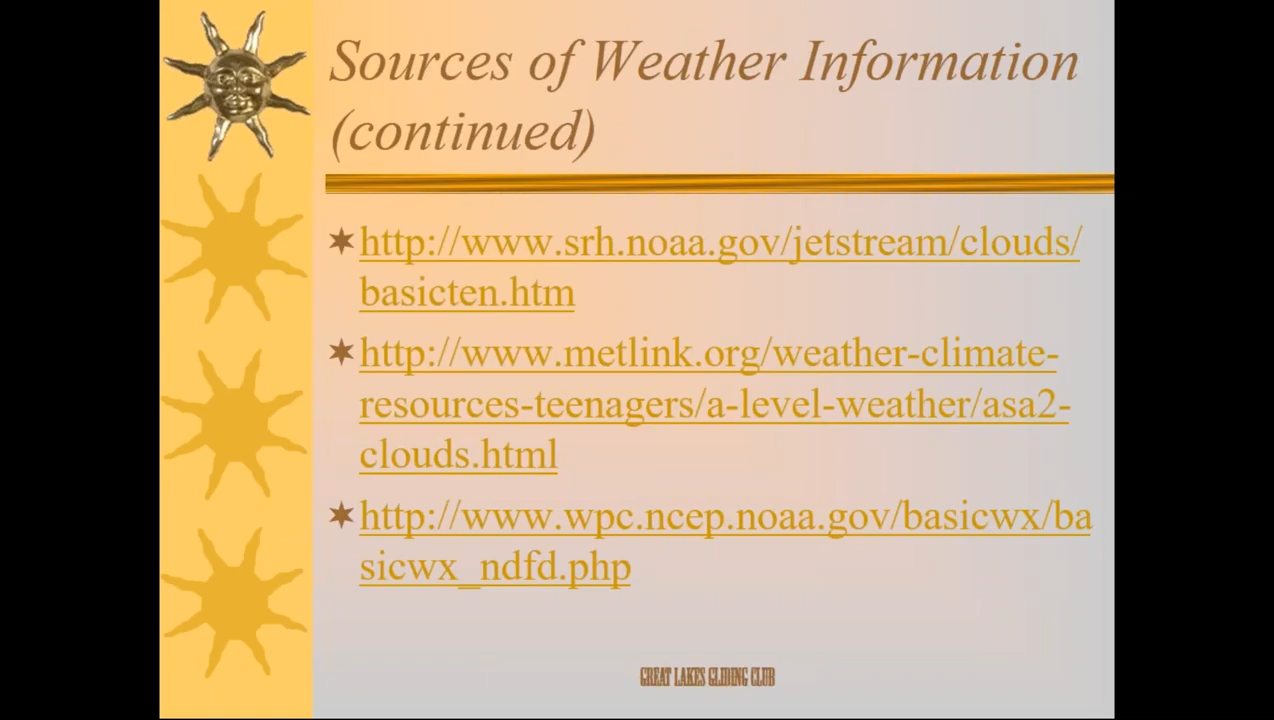 Sources of Weather Information
(continued)
http://www.srh.noaa.gov/jetstream/clouds/
basicten.htm
http://www.metlink.org/weather-climate-
resources-teenagers/a-level-weather/asa2-
clouds.html
http://www.wpc.ncep.noaa.gov/basicwx/ba
sicwx_ndfd.php
GREAT LAKES GLIDING CLUB